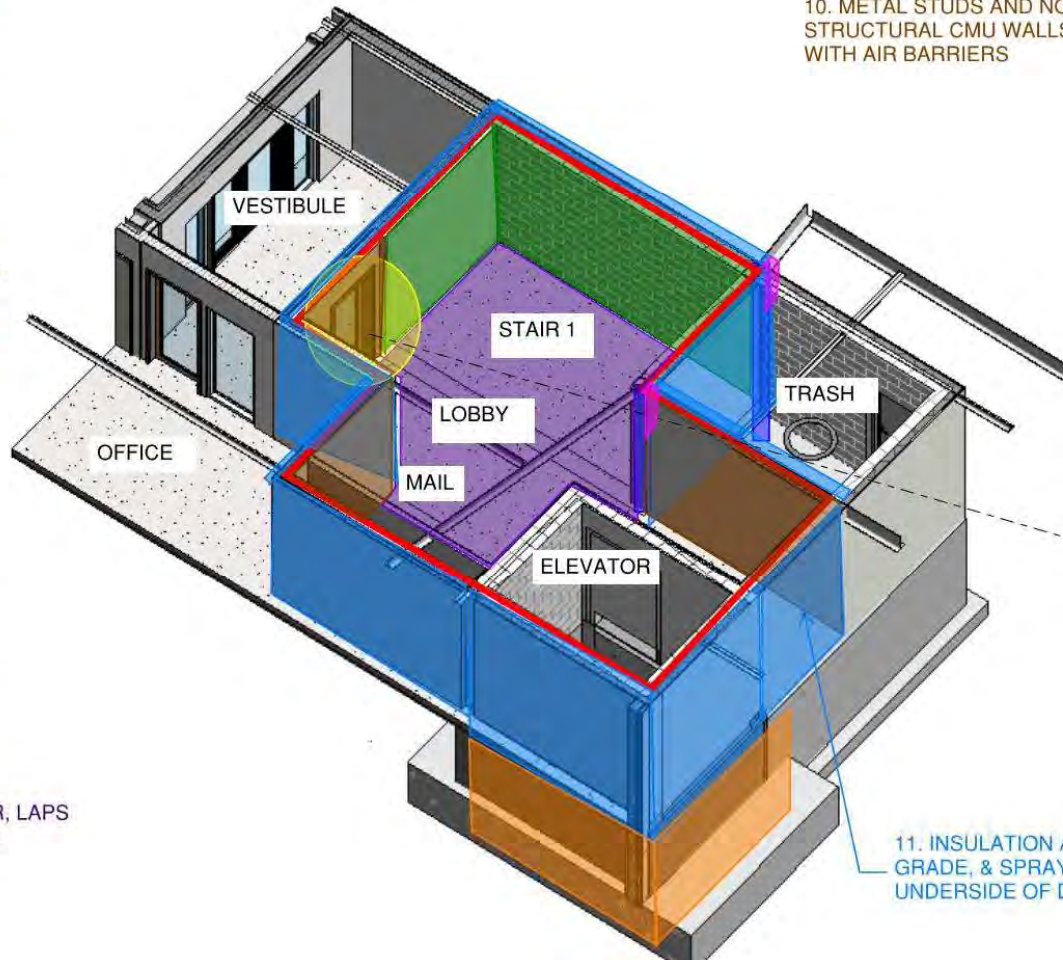 10. METAL STUDS AND
STRUCTURAL CMU WALLS
WITH AIR BARRIERS
VESTIBULE
STAIR 1
TRASH
LOBBY
OFFICE
MAIL
ELEVATOR
, LAPS
11. INSULATION
GRADE, & SPRAY
UNDERSIDE OF